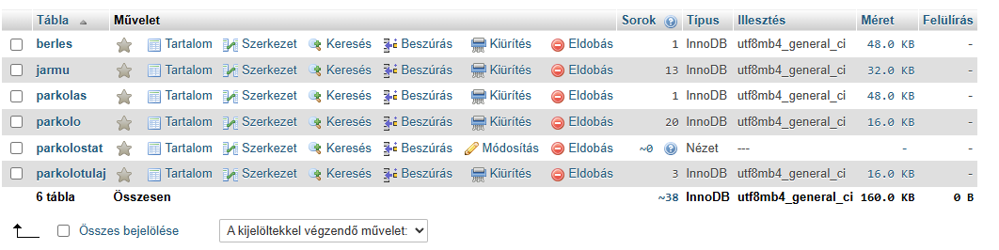 Tábla Művelet Sorok Típus Illesztés Méret Felülírás
berles Tartalom Szerkezet Keresés Beszúrás Kiürítés Eldobás 1 InnoDB utf8mb4_general_ci 48.0 KB -
jarmu Tartalom Szerkezet Keresés Beszúrás Kiürítés Eldobás 13 InnoDB utf8mb4_general_ci 32.0 KB -
parkolas Tartalom Szerkezet Keresés Beszúrás Kiürítés Eldobás 1 InnoDB utf8mb4_general_ci 48.0 KB -
parkolo Tartalom Szerkezet Keresés Beszúrás Kiürítés Eldobás 20 InnoDB utf8mb4_general_ci 16.0 KB -
parkolostat Tartalom Szerkezet Keresés Beszúrás Módosítás Eldobás ~0 Nézet --- - -
parkolotulaj Tartalom Szerkezet Keresés Beszúrás Kiürítés Eldobás 3 InnoDB utf8mb4_general_ci 16.0 KB -
6 tábla Összesen ~38 InnoDB utf8mb4_general_ci 160.0 KB 0 B
Összes bejelölése A kijelöltekkel végzendő művelet: